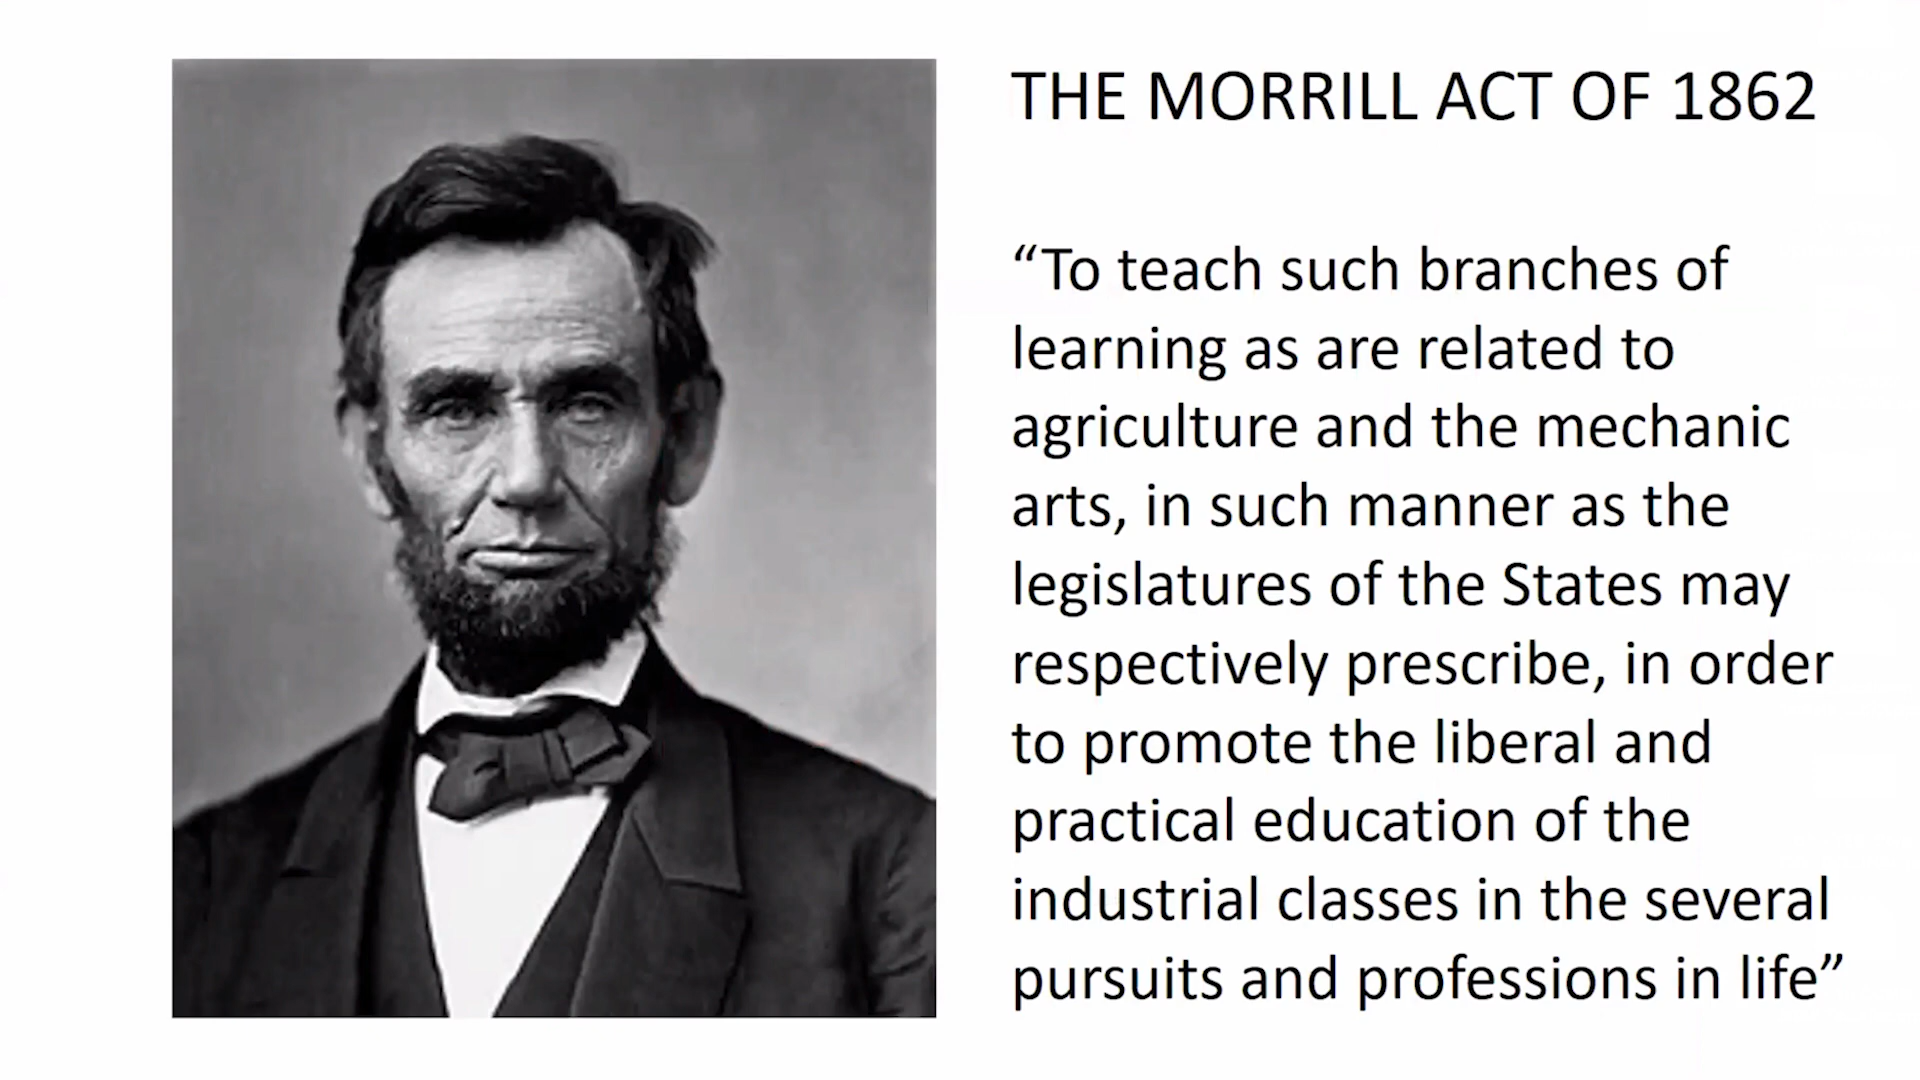 THE MORRILL ACT OF 1862
“To teach such branches of
learning as are related to
agriculture and the mechanic
arts, in such manner as the
legislatures of the States may
respectively prescribe, in order
to promote the liberal and
practical education of the
industrial classes in the several
pursuits and professions in life”